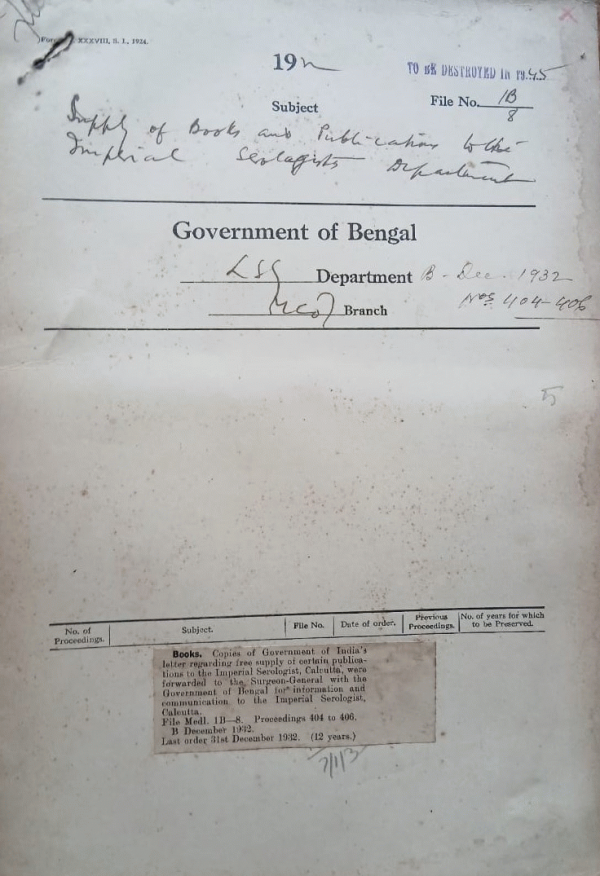 XXXVIII, S. I., 1924.
19
TO BE DESTROYED IN 1945
Subject
File No. 1B/8
Supply of Books and Publications to the
Imperial Serologists Department
Government of Bengal
LSG Department B - Dec - 1932
Branch Nos 404-406
5
No. of Proceedings. Subject. File No. Date of order. Previous Proceedings. No. of years for which to be Preserved.
Books. Copies of Government of India's
letter regarding free supply of certain publica-
tions to the Imperial Serologist, Calcutta, were
forwarded to the Surgeon-General with the
Government of Bengal for information and
communication to the Imperial Serologist,
Calcutta.
File Medl. 1B—8. Proceedings 404 to 406.
B December 1932.
Last order 31st December 1932. (12 years.)